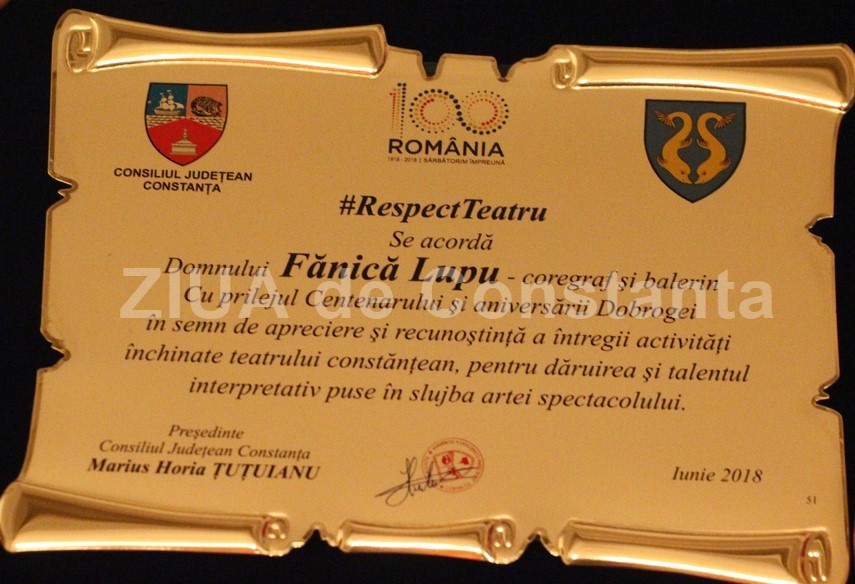 CONSILIUL JUDEȚEAN
CONSTANȚA
100
ROMÂNIA
1918 - 2018 | SĂRBĂTORIM ÎMPREUNĂ
#RespectTeatru
Se acordă
Domnului Fănică Lupu - coregraf și balerin
ZIUA de Constanta
Cu prilejul Centenarului și aniversării Dobrogei
în semn de apreciere și recunoștință a întregii activități
închinate teatrului constănțean, pentru dăruirea și talentul
interpretativ puse în slujba artei spectacolului.
Președinte
Consiliul Județean Constanța
Marius Horia ȚUȚUIANU
Iunie 2018
51